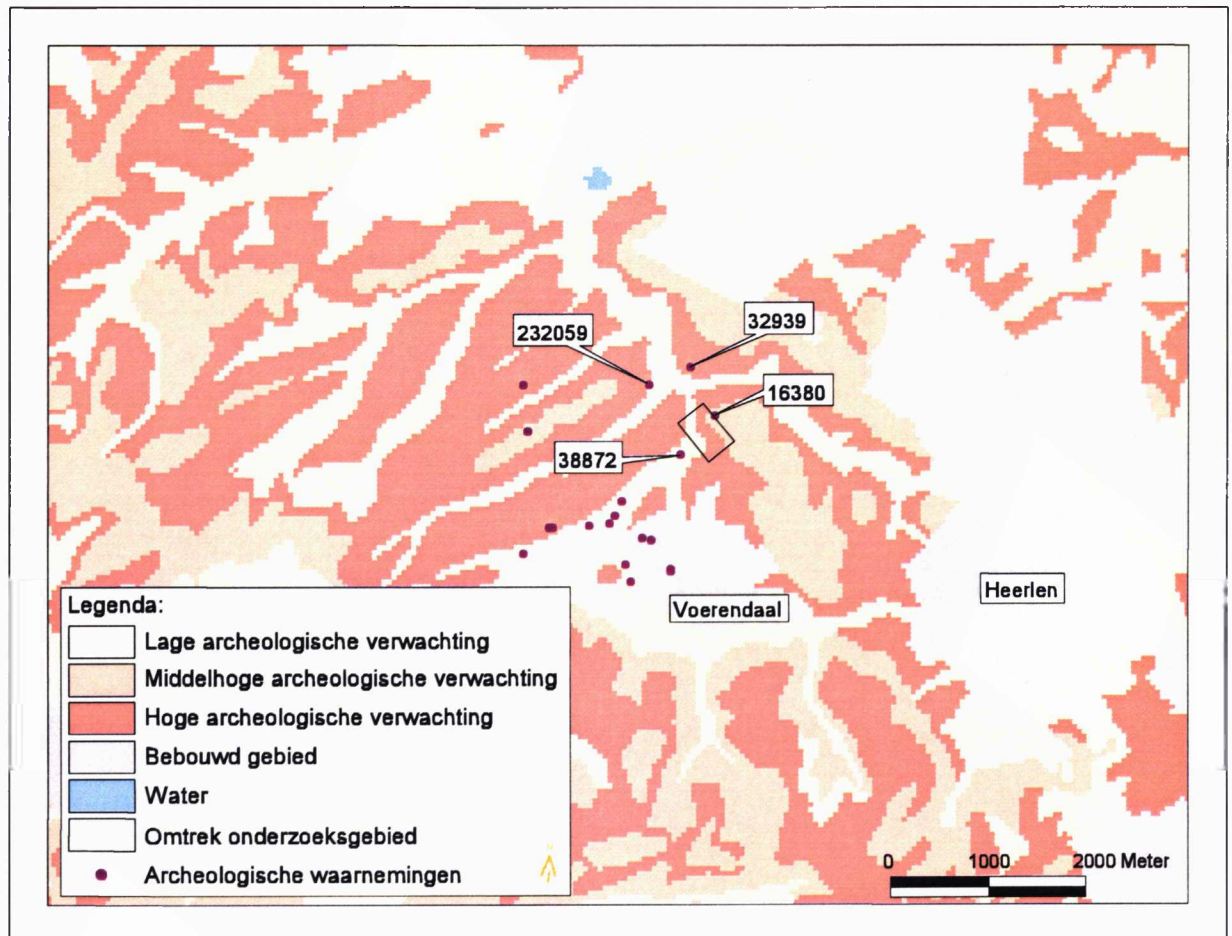 232059
32939
16380
38872
Heerlen
Voerendaal
Legenda:
Lage archeologische verwachting
Middelhoge archeologische verwachting
Hoge archeologische verwachting
Bebouwd gebied
Water
Omtrek onderzoeksgebied
Archeologische waarnemingen
0 1000 2000 Meter